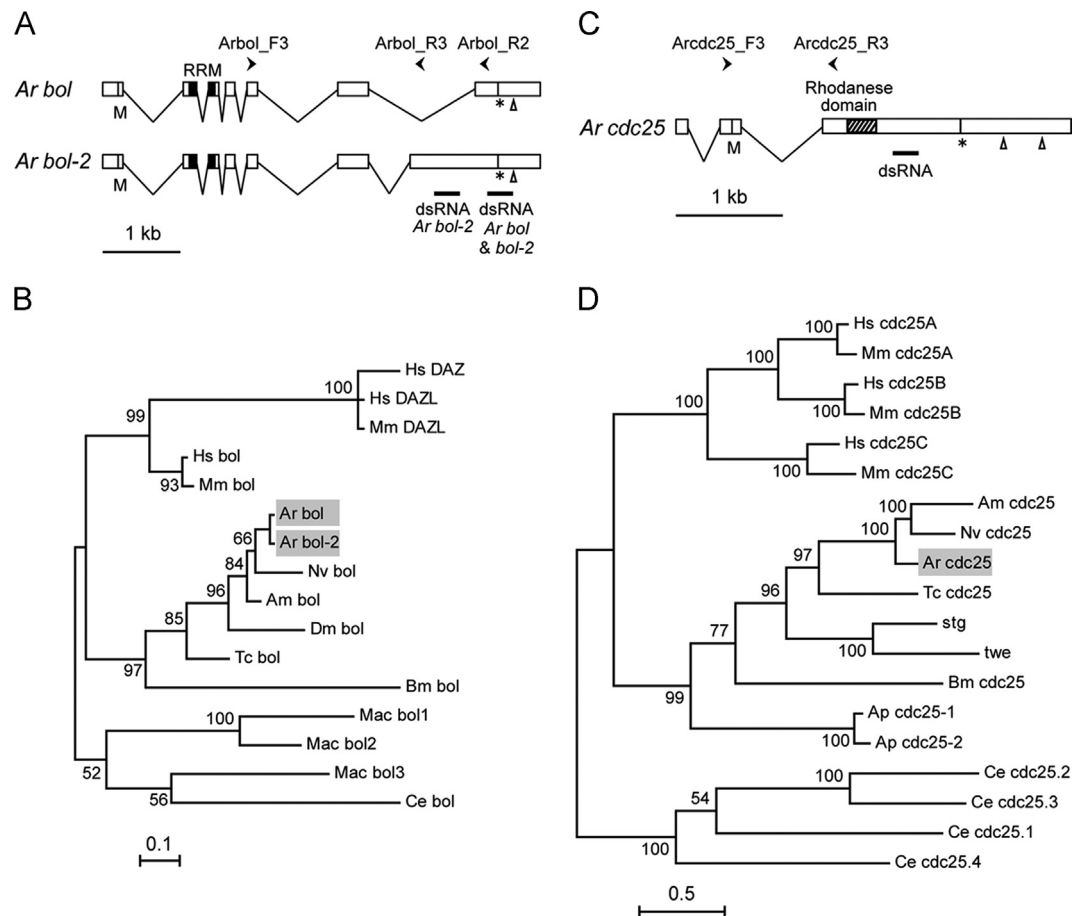 A
Arbol_F3 Arbol_R3 Arbol_R2
RRM
Ar bol
M
*
Ar bol-2
M
*
dsRNA dsRNA
Ar bol-2 Ar bol
& bol-2
1 kb
C
Arcdc25_F3 Arcdc25_R3
Rhodanese
domain
Ar cdc25
M
*
dsRNA
1 kb
B
Hs DAZ
100
Hs DAZL
Mm DAZL
99
Hs bol
93
Mm bol
Ar bol
Ar bol-2
66
Nv bol
84
Am bol
96
Dm bol
85
Tc bol
97
Bm bol
Mac bol1
100
Mac bol2
52
Mac bol3
56
Ce bol
0.1
D
Hs cdc25A
100
Mm cdc25A
100
Hs cdc25B
100
Mm cdc25B
100
Hs cdc25C
100
Mm cdc25C
Am cdc25
100
Nv cdc25
100
Ar cdc25
97
Tc cdc25
96
stg
100
twe
77
Bm cdc25
99
Ap cdc25-1
100
Ap cdc25-2
Ce cdc25.2
100
Ce cdc25.3
54
Ce cdc25.1
100
Ce cdc25.4
0.5